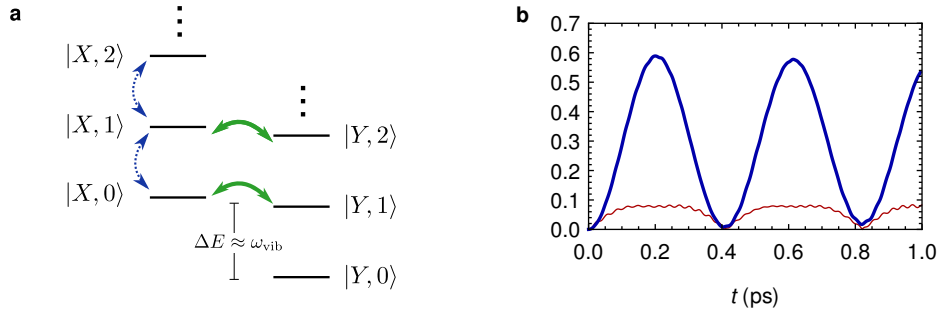 a
|X, 2⟩
|X, 1⟩
|Y, 2⟩
|X, 0⟩
|Y, 1⟩
ΔE ≈ ω_vib
|Y, 0⟩
b
0.7
0.6
0.5
0.4
0.3
0.2
0.1
0.0
0.0 0.2 0.4 0.6 0.8 1.0
t (ps)